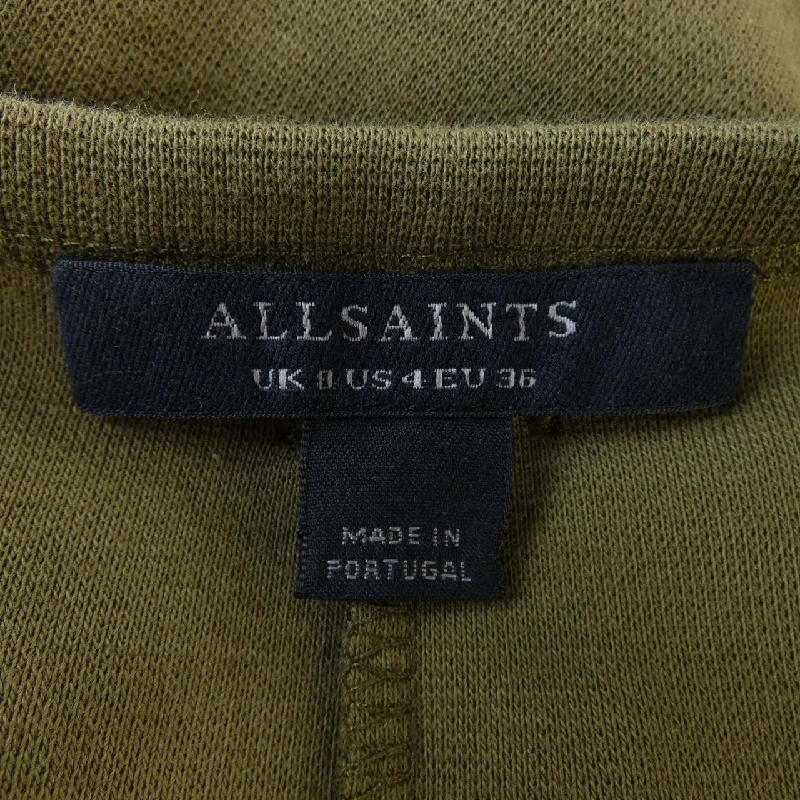 ALLSAINTS
UK 8 US 4 EU 36
MADE IN
PORTUGAL